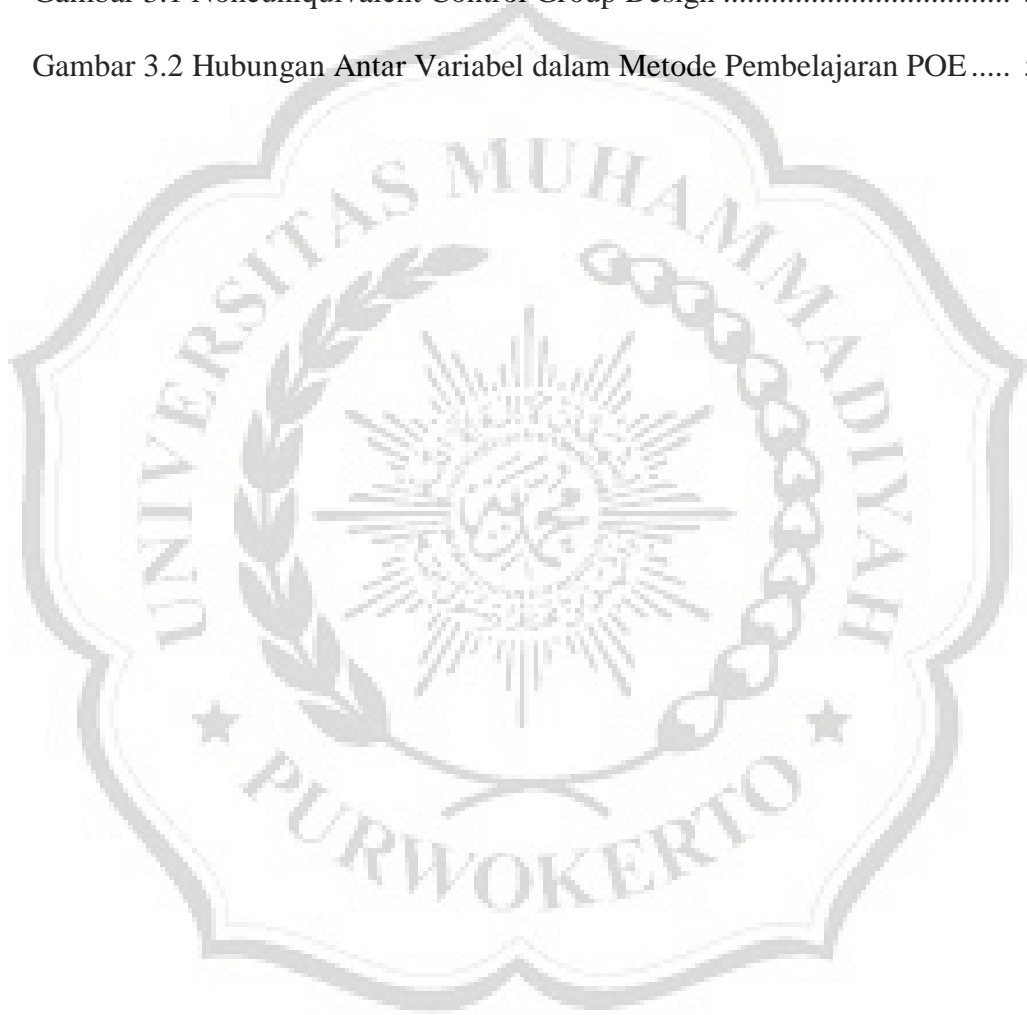 Gambar 3.1 Control Group Design ....................................
Gambar 3.2 Hubungan Antar Variabel dalam Metode Pembelajaran POE .....
UNIVERSITAS MUHAMMADIYAH
PURWOKERTO